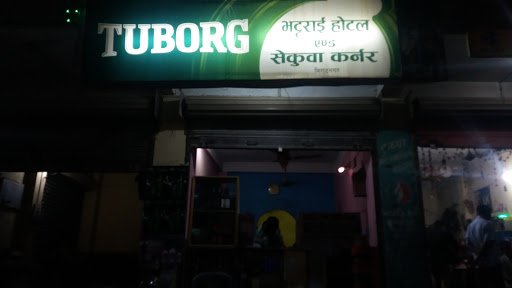 TUBORG
भट्टराई होटल
एण्ड
सेकुवा कर्नर